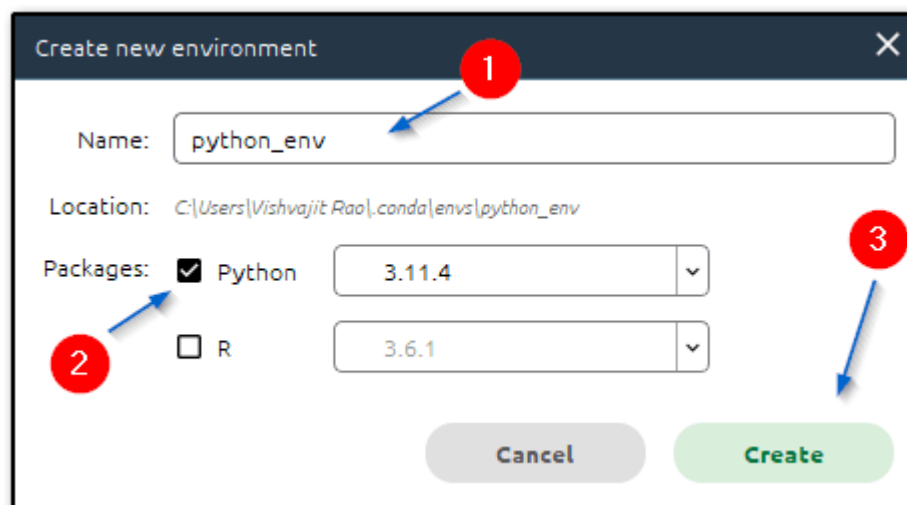 Create new environment
1
Name: python_env
Location: C:\Users\Vishvajit Rao\.conda\envs\python_env
3
Packages: Python 3.11.4
2
R 3.6.1
Cancel Create